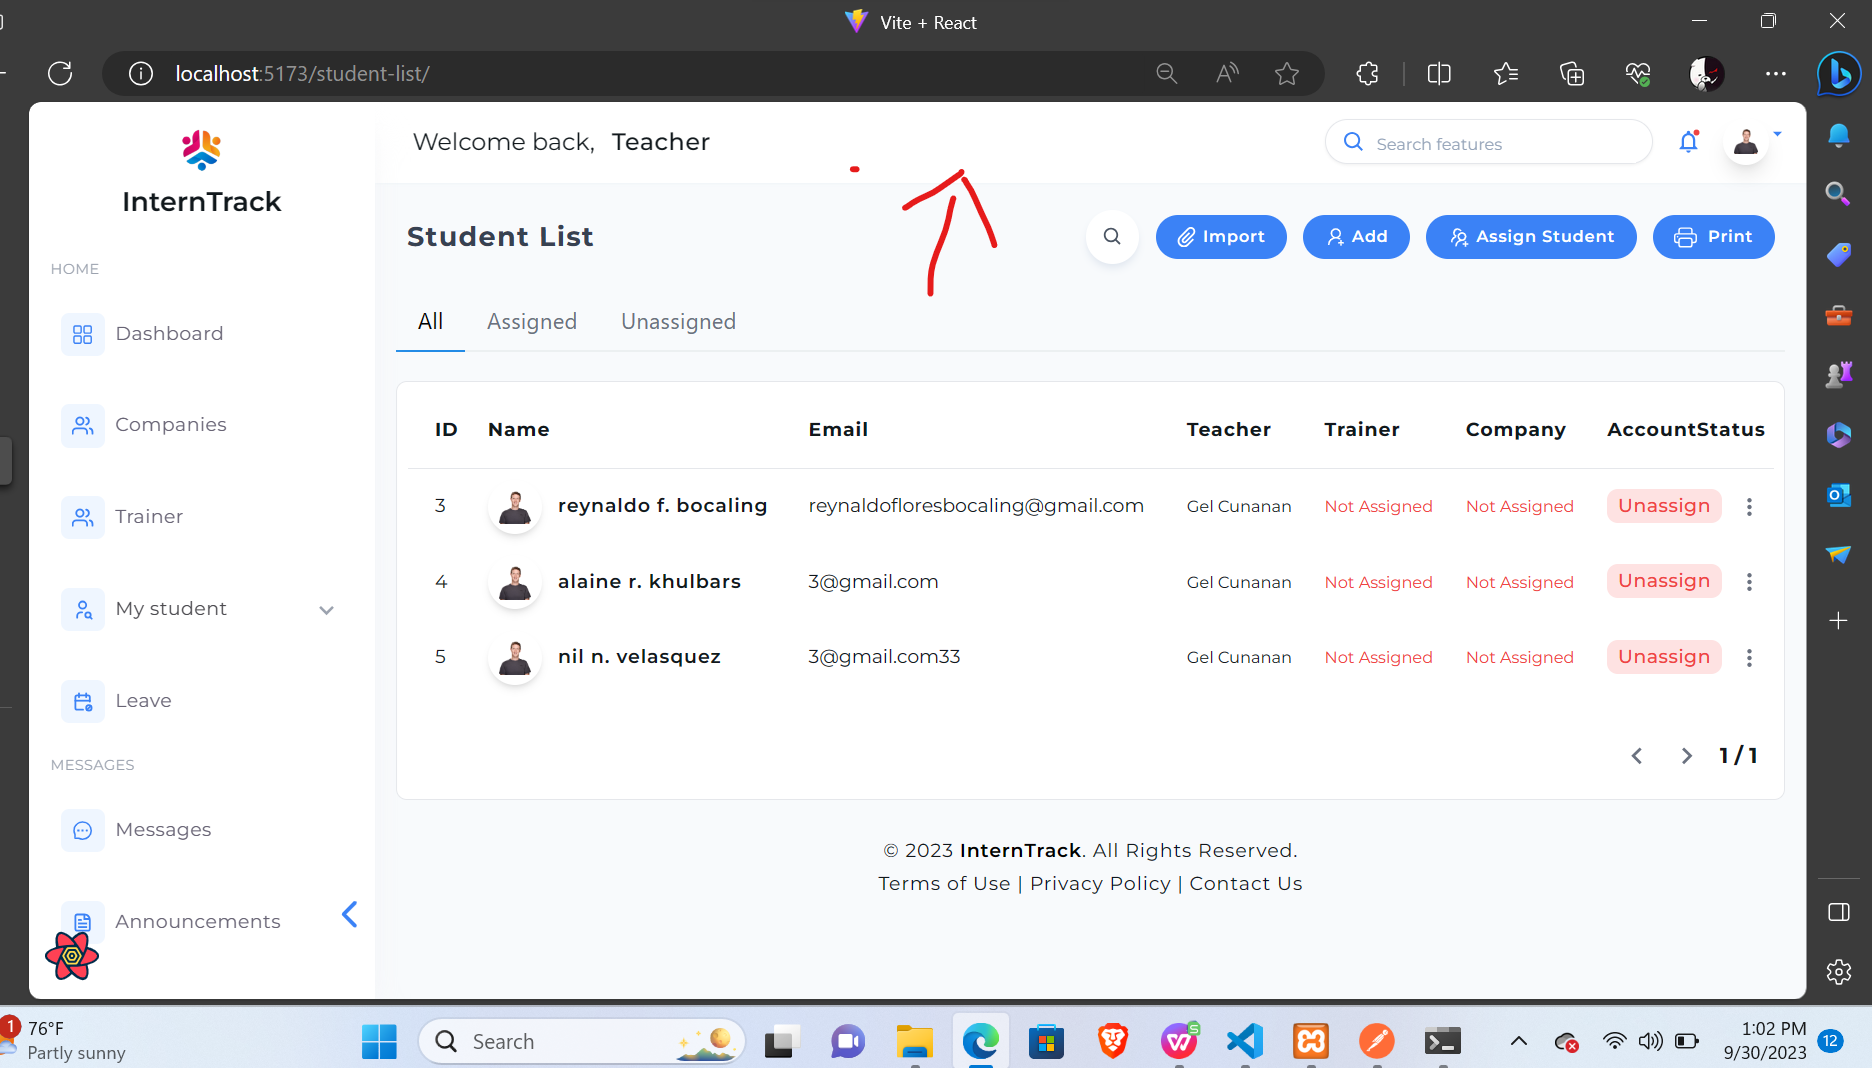 Vite + React
localhost:5173/student-list/
InternTrack
Welcome back, Teacher
Search features
Student List
Import
Add
Assign Student
Print
HOME
Dashboard
Companies
Trainer
My student
Leave
MESSAGES
Messages
Announcements
All Assigned Unassigned
ID Name Email Teacher Trainer Company AccountStatus
3 reynaldo f. bocaling reynaldofloresbocaling@gmail.com Gel Cunanan Not Assigned Not Assigned Unassign
4 alaine r. khulbars 3@gmail.com Gel Cunanan Not Assigned Not Assigned Unassign
5 nil n. velasquez 3@gmail.com33 Gel Cunanan Not Assigned Not Assigned Unassign
1 / 1
© 2023 InternTrack. All Rights Reserved.
Terms of Use | Privacy Policy | Contact Us
1
76°F
Partly sunny
Search
1:02 PM
9/30/2023
12